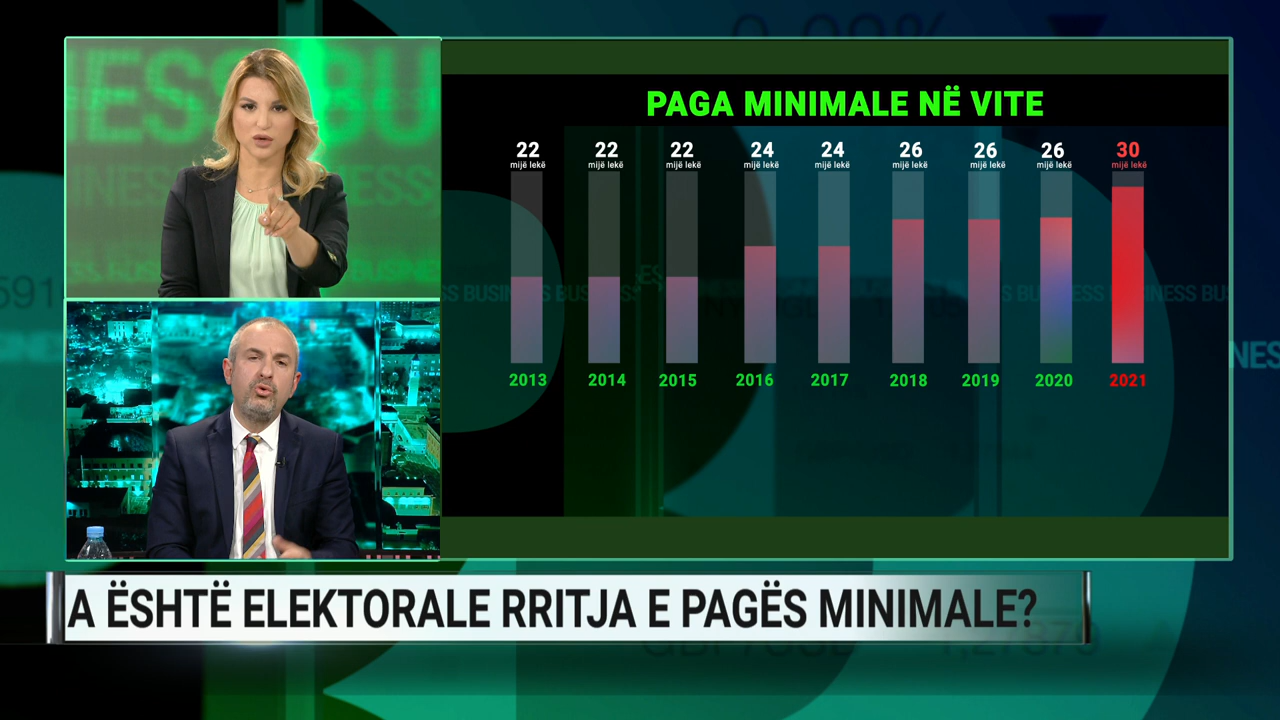 PAGA MINIMALE NË VITE
22 22 22 24 24 26 26 26 30
mijë lekë mijë lekë mijë lekë mijë lekë mijë lekë mijë lekë mijë lekë mijë lekë mijë lekë
2013 2014 2015 2016 2017 2018 2019 2020 2021
A ËSHTË ELEKTORALE RRITJA E PAGËS MINIMALE?